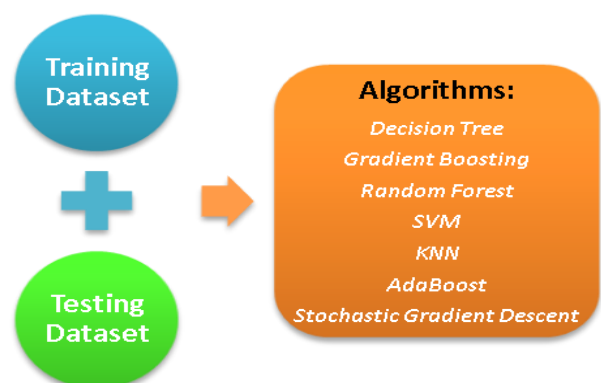 Training
Dataset
Testing
Dataset
Algorithms:
Decision Tree
Gradient Boosting
Random Forest
SVM
KNN
AdaBoost
Stochastic Gradient Descent